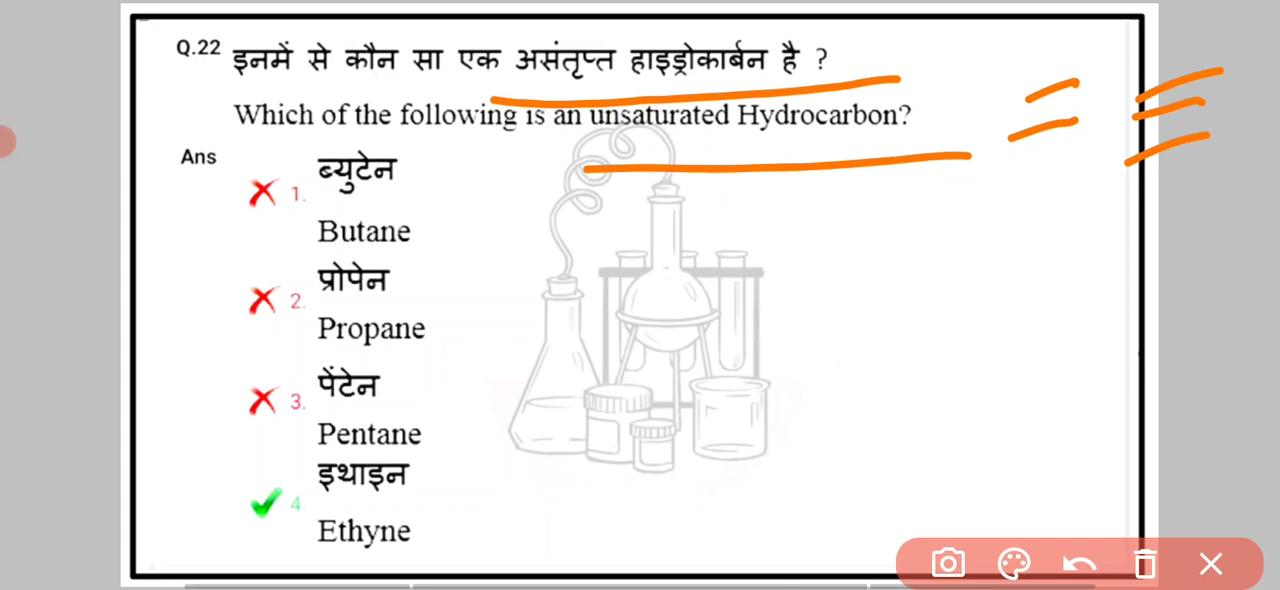 Q.22 इनमें से कौन सा एक असंतृप्त हाइड्रोकार्बन है ?
Which of the following is an unsaturated Hydrocarbon?
Ans
1. ब्युटेन
Butane
2. प्रोपेन
Propane
3. पेंटेन
Pentane
4 इथाइन
Ethyne